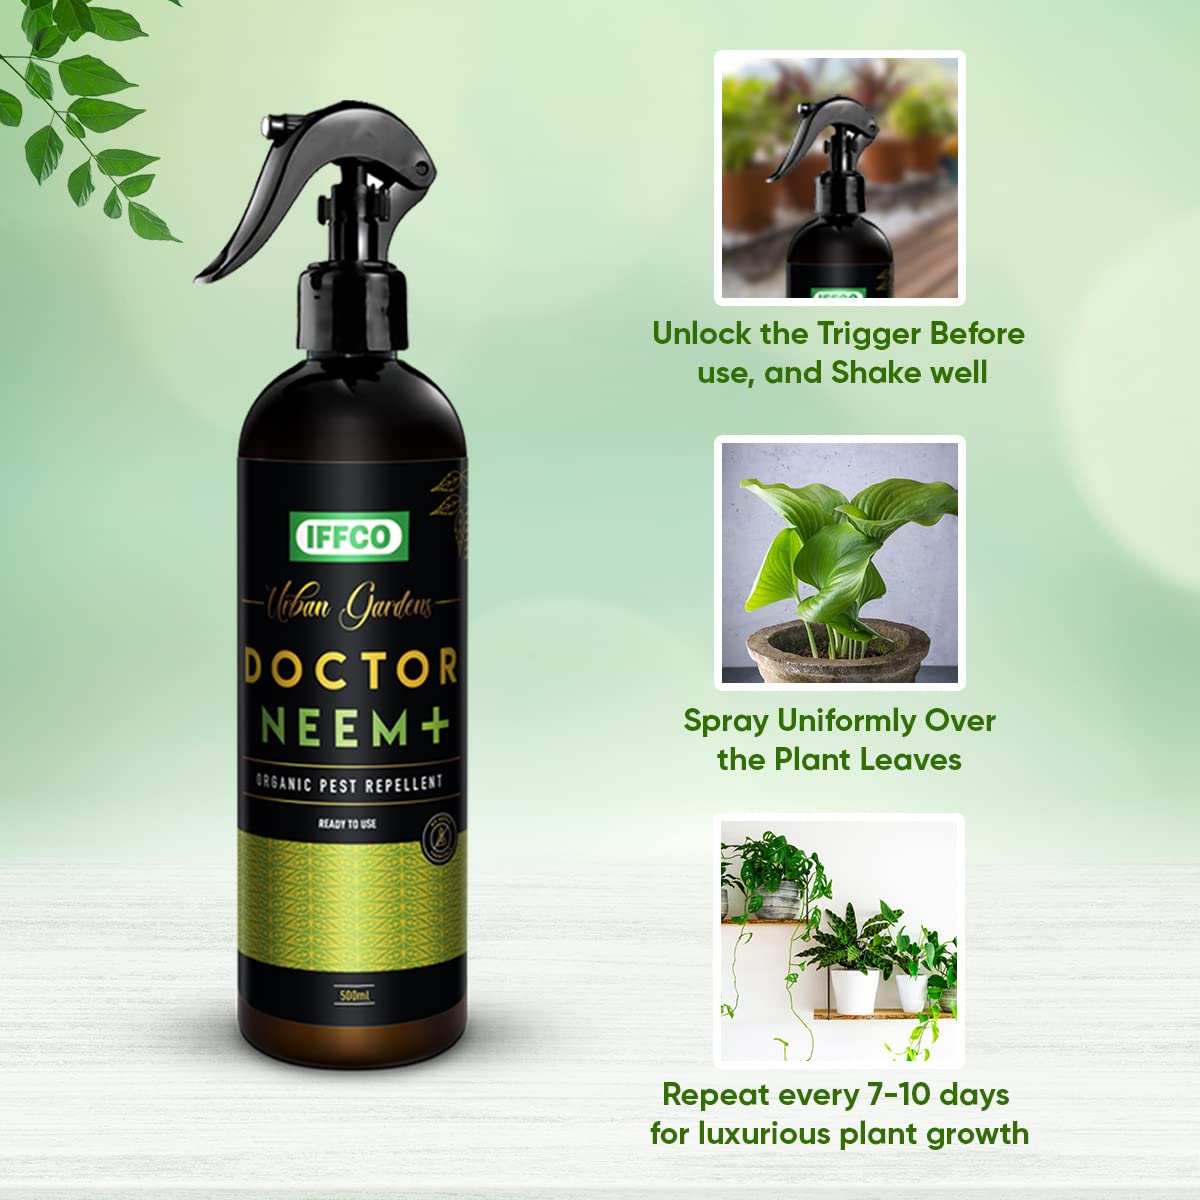 IFFCO
Urban Gardens
DOCTOR
NEEM+
ORGANIC PEST REPELLENT
READY TO USE
500ml
IFFCO
Unlock the Trigger Before
use, and Shake well
Spray Uniformly Over
the Plant Leaves
Repeat every 7-10 days
for luxurious plant growth